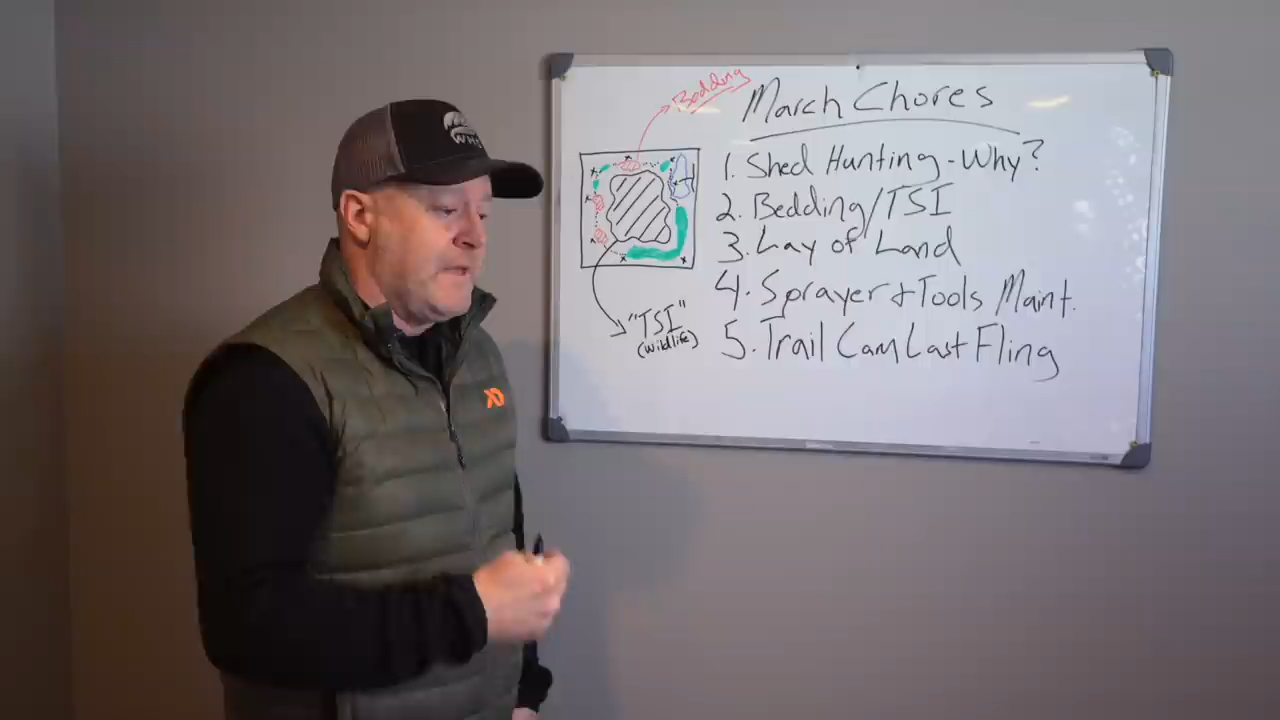 Bedding
March Chores
1. Shed Hunting - Why?
2. Bedding/TSI
3. Lay of Land
4. Sprayer + Tools Maint.
5. Trail Cam Last Fling
"TSI"
(Wildlife)